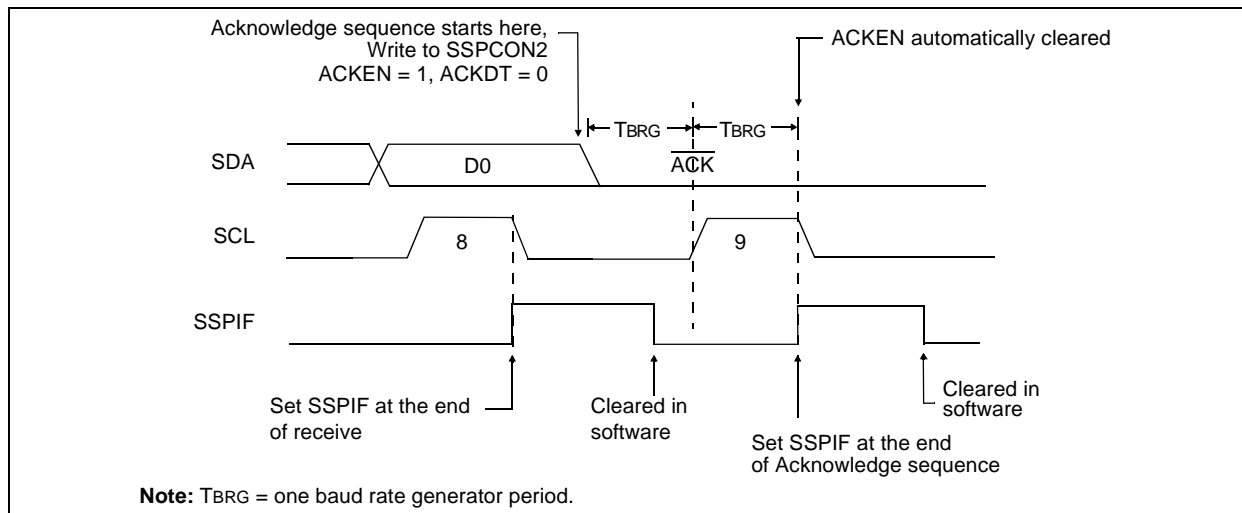 Acknowledge sequence starts here,
Write to SSPCON2
ACKEN = 1, ACKDT = 0
ACKEN automatically cleared
TBRG
TBRG
SDA
D0
ACK
SCL
8
9
SSPIF
Set SSPIF at the end
of receive
Cleared in
software
Set SSPIF at the end
of Acknowledge sequence
Cleared in
software
Note: TBRG = one baud rate generator period.